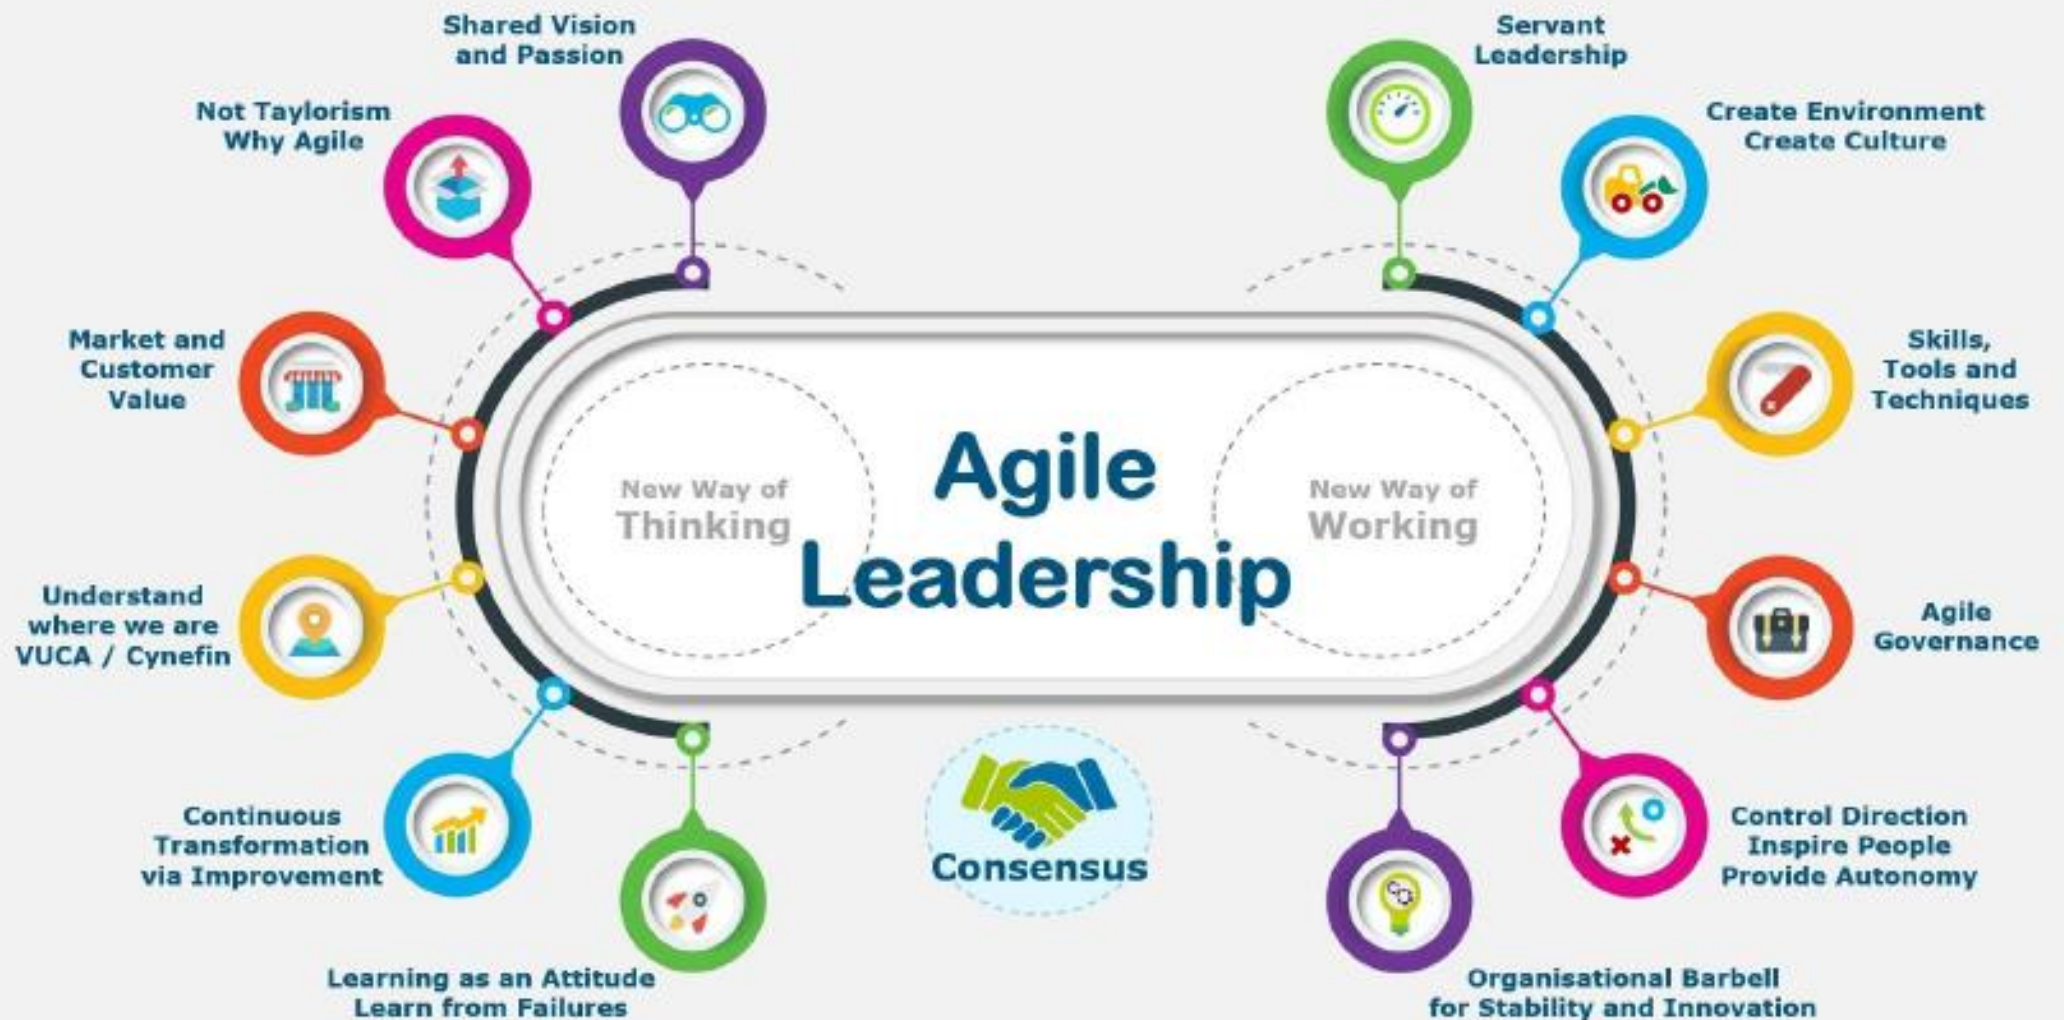 Shared Vision
and Passion
Not Taylorism
Why Agile
Market and
Customer
Value
Understand
where we are
VUCA / Cynefin
Continuous
Transformation
via Improvement
Learning as an Attitude
Learn from Failures
New Way of
Thinking
Agile
Leadership
New Way of
Working
Consensus
Servant
Leadership
Create Environment
Create Culture
Skills,
Tools and
Techniques
Agile
Governance
Control Direction
Inspire People
Provide Autonomy
Organisational Barbell
for Stability and Innovation